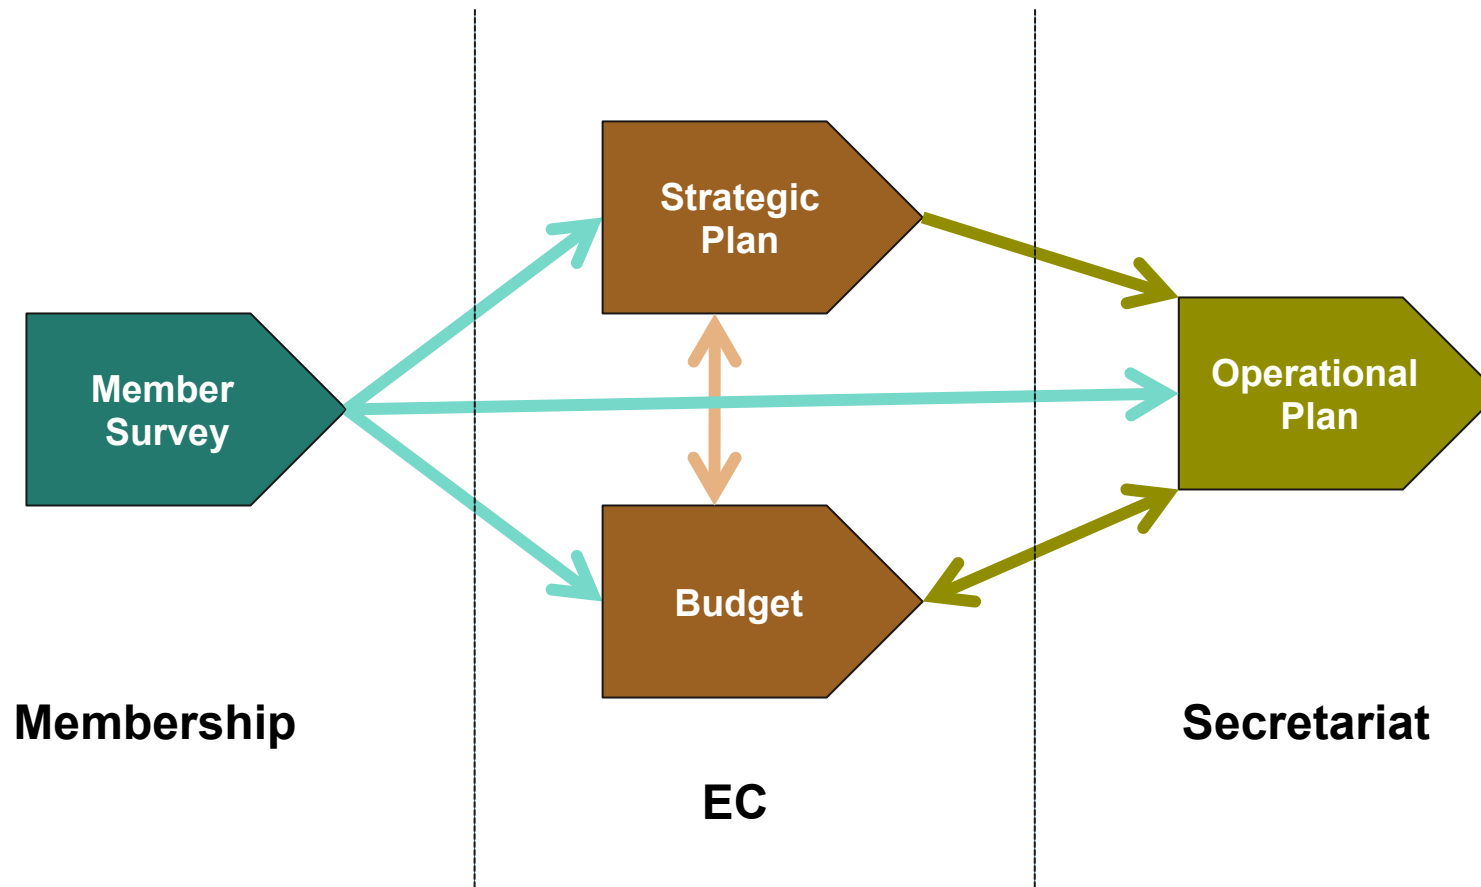 Strategic
Plan
Member
Survey
Operational
Plan
Budget
Membership
Secretariat
EC